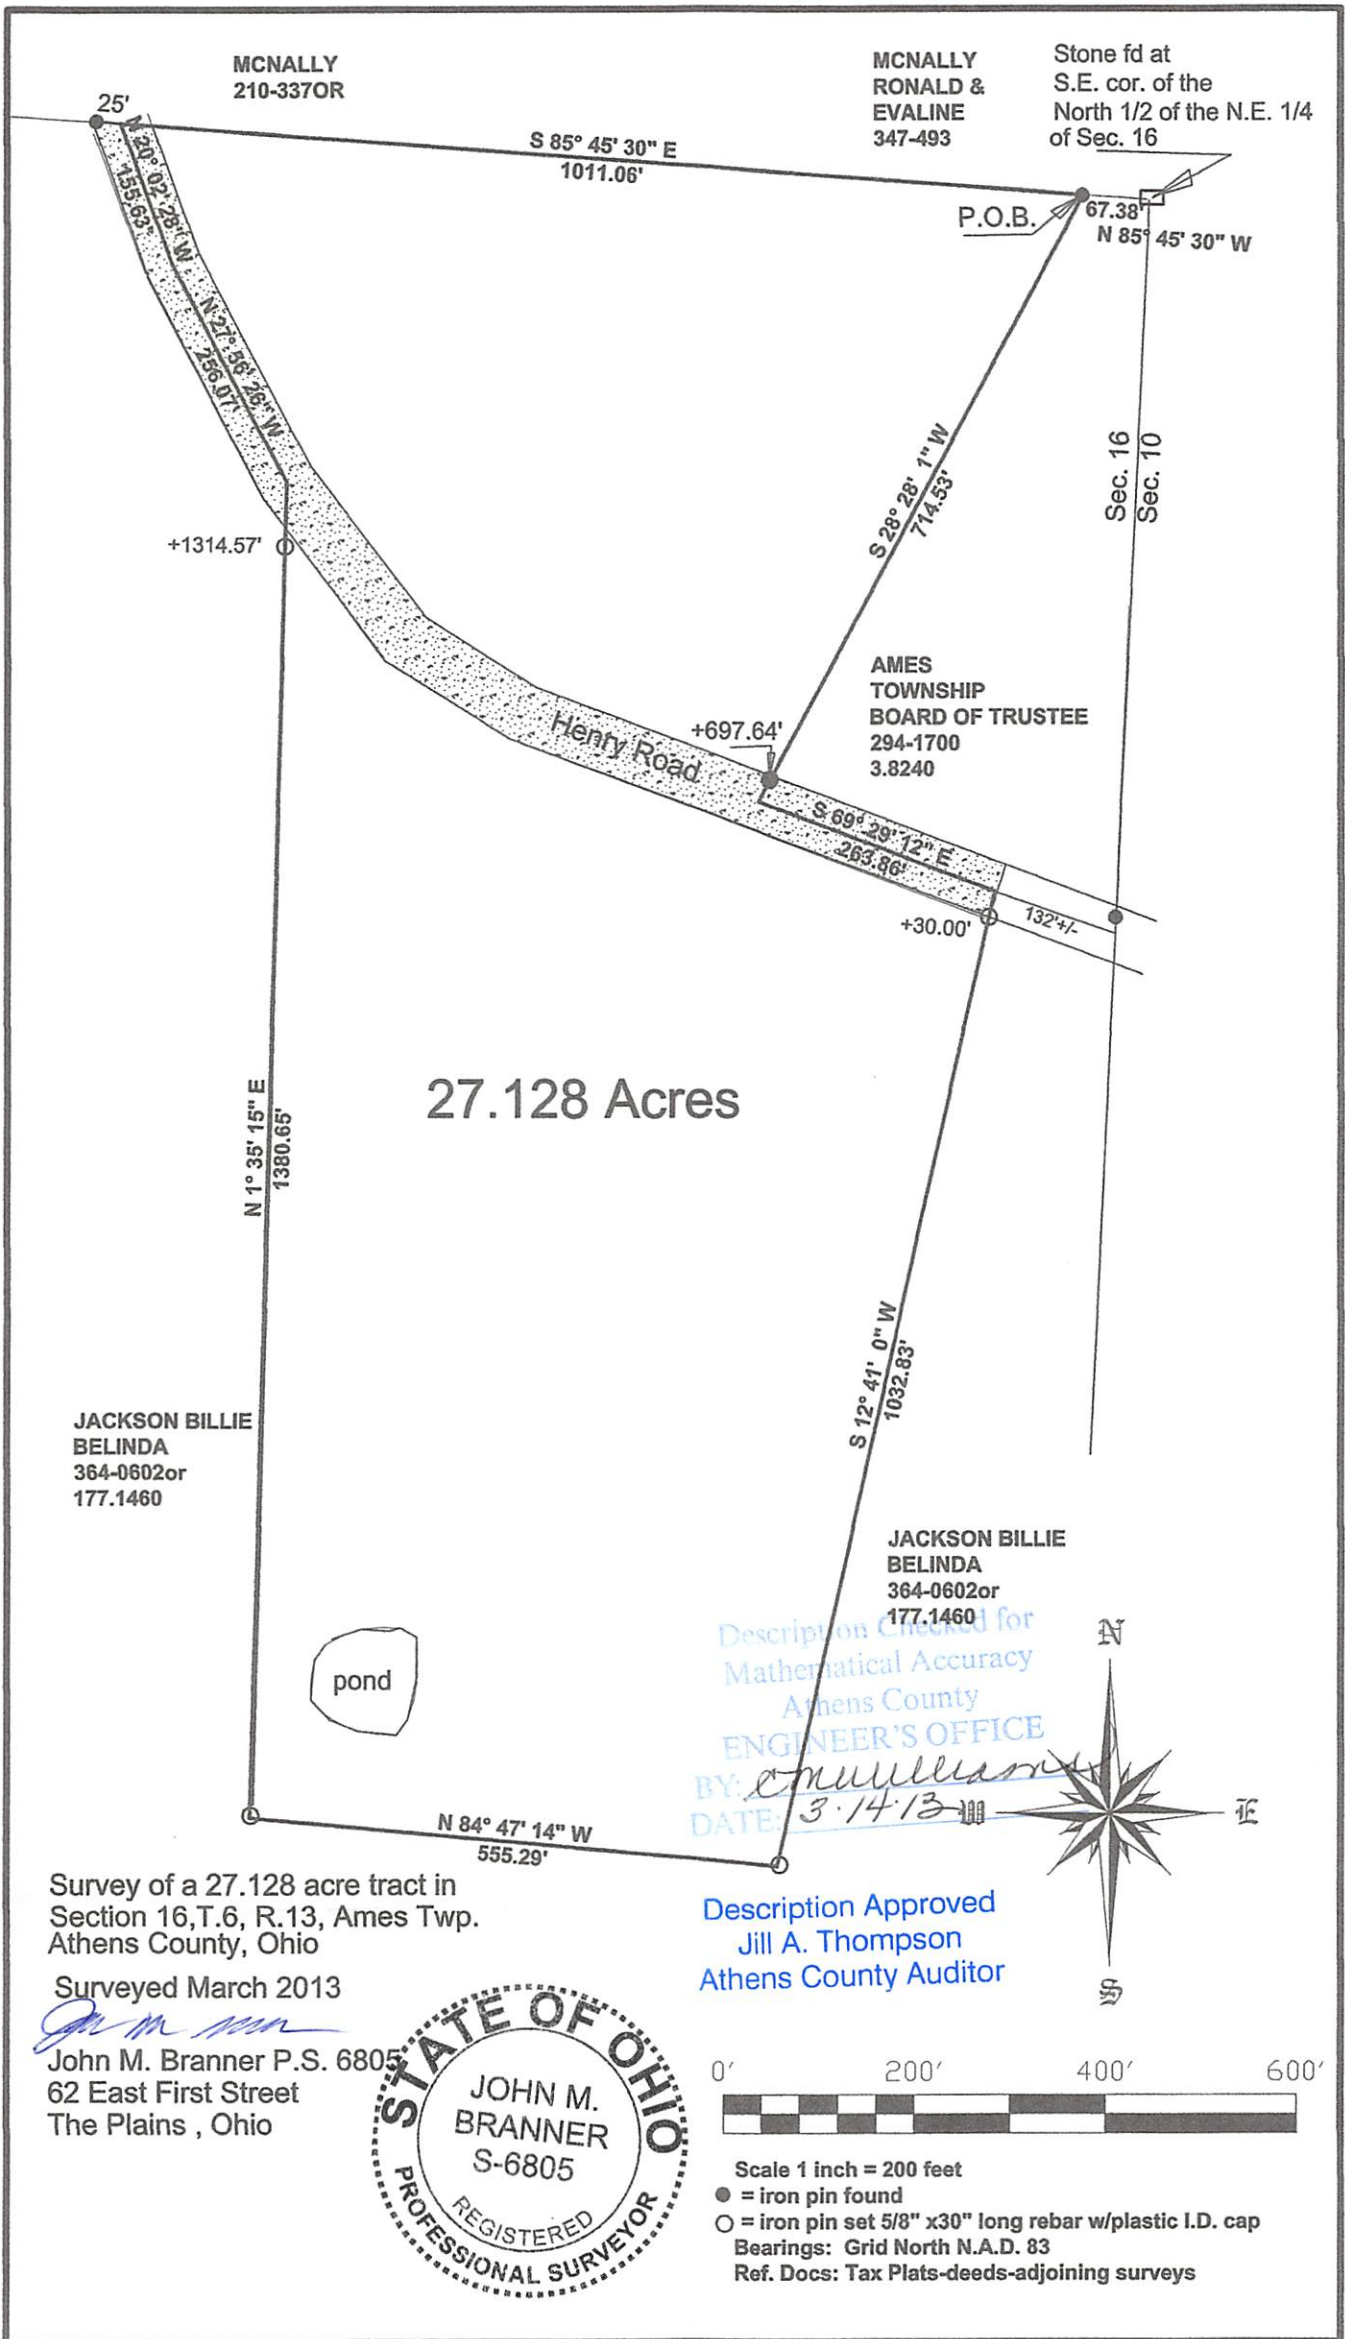 MCNALLY
210-337OR
MCNALLY
RONALD &
EVALINE
347-493
Stone fd at
S.E. cor. of the
North 1/2 of the N.E. 1/4
of Sec. 16
25'
S 85° 45' 30" E
1011.06'
P.O.B.
67.38'
N 85° 45' 30" W
N 20° 02' 28" W
155.63'
N 27° 56' 26" W
256.07'
S 28° 28' 1" W
714.53'
Sec. 16
Sec. 10
+1314.57'
AMES
TOWNSHIP
BOARD OF TRUSTEE
294-1700
3.8240
+697.64'
Henry Road
S 69° 29' 12" E
263.86'
+30.00'
132'+/-
27.128 Acres
N 1° 35' 15" E
1380.65'
S 12° 41' 0" W
1032.83'
JACKSON BILLIE
BELINDA
364-0602or
177.1460
JACKSON BILLIE
BELINDA
364-0602or
177.1460
pond
Description Checked for
Mathematical Accuracy
Athens County
ENGINEER'S OFFICE
BY:
DATE: 3·14·13
N
W
E
S
N 84° 47' 14" W
555.29'
Survey of a 27.128 acre tract in
Section 16,T.6, R.13, Ames Twp.
Athens County, Ohio
Surveyed March 2013
John M. Branner P.S. 6805
62 East First Street
The Plains , Ohio
Description Approved
Jill A. Thompson
Athens County Auditor
STATE OF OHIO
JOHN M.
BRANNER
S-6805
REGISTERED
PROFESSIONAL SURVEYOR
0' 200' 400' 600'
Scale 1 inch = 200 feet
= iron pin found
= iron pin set 5/8" x30" long rebar w/plastic I.D. cap
Bearings: Grid North N.A.D. 83
Ref. Docs: Tax Plats-deeds-adjoining surveys